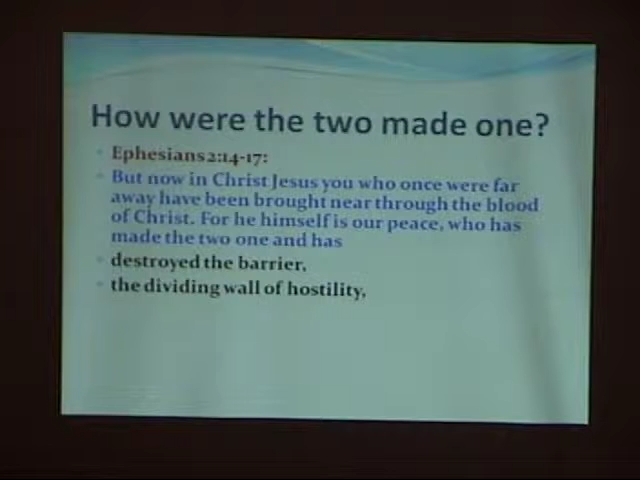 How were the two made one?
Ephesians 2:14-17:
But now in Christ Jesus you who once were far
away have been brought near through the blood
of Christ. For he himself is our peace, who has
made the two one and has
destroyed the barrier,
the dividing wall of hostility,